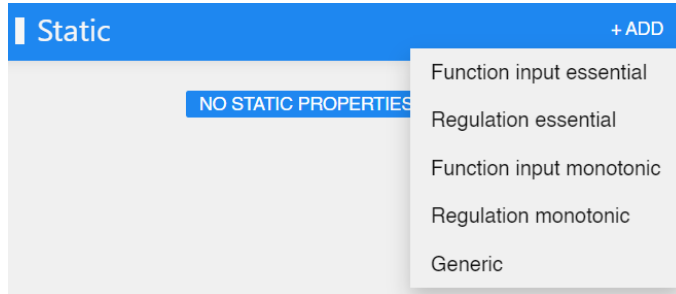 Static
+ ADD
Function input essential
NO STATIC PROPERTIES
Regulation essential
Function input monotonic
Regulation monotonic
Generic